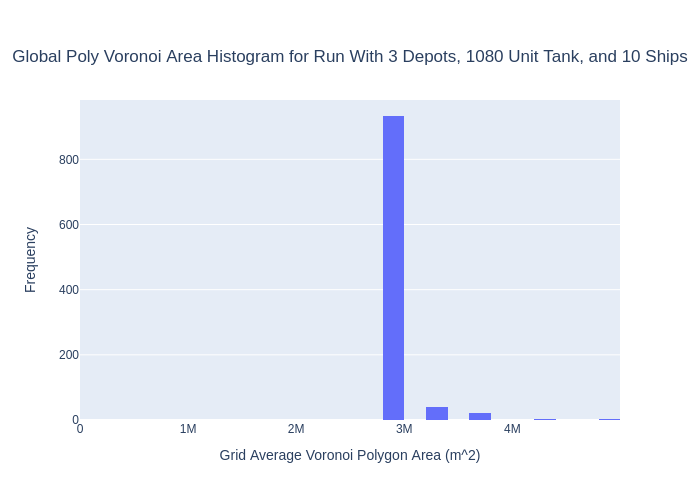 Global Poly Voronoi Area Histogram for Run With 3 Depots, 1080 Unit Tank, and 10 Ships
Frequency
800
600
400
200
0
0 1M 2M 3M 4M
Grid Average Voronoi Polygon Area (m^2)